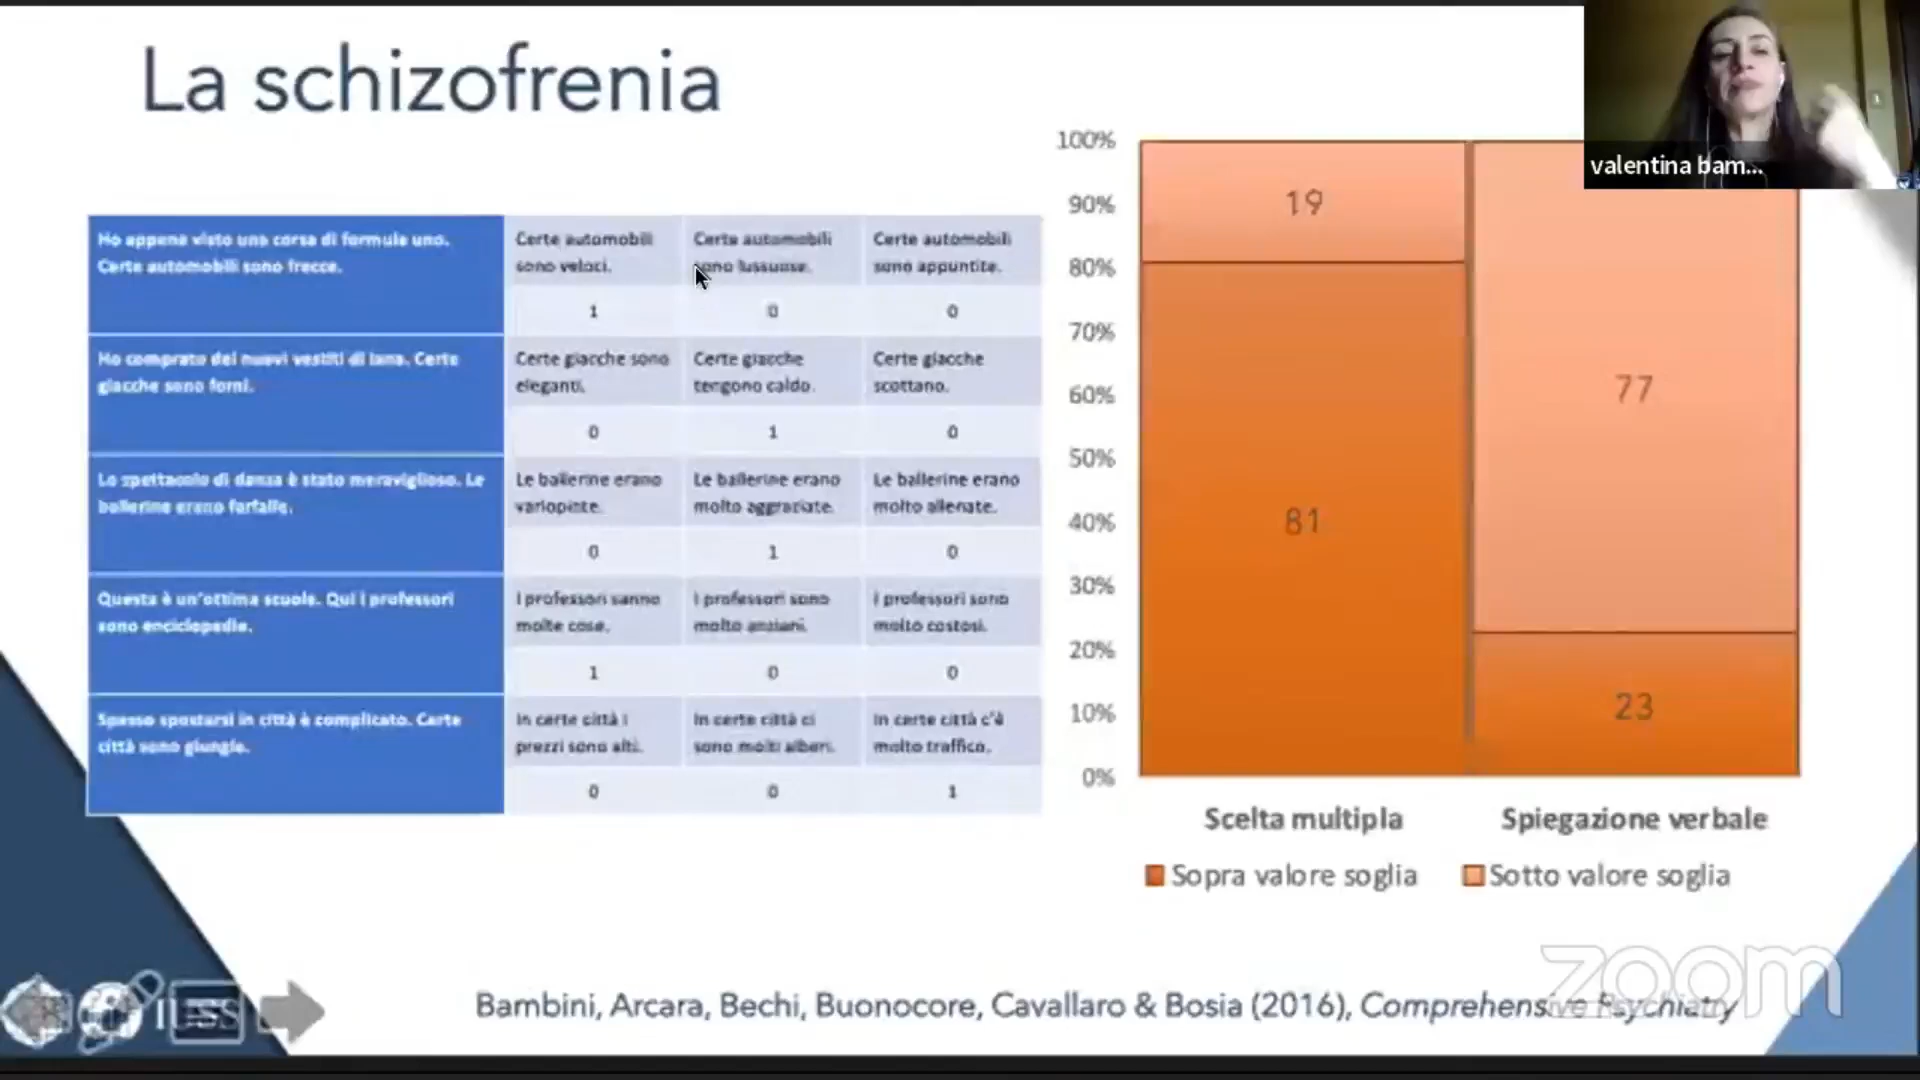 La schizofrenia
valentina bam...
Ho appena visto una corsa di formula uno.
Certe automobili sono frecce.
Certe automobili
sono veloci.
1
Certe automobili
sono lussuose.
0
Certe automobili
sono appuntite.
0
Ho comprato dei nuovi vestiti di lana. Certe
giacche sono forni.
Certe giacche sono
eleganti.
0
Certe giacche
tengono caldo.
1
Certe giacche
scottano.
0
Lo spettacolo di danza è stato meraviglioso. Le
ballerine erano farfalle.
Le ballerine erano
variopinte.
0
Le ballerine erano
molto aggraziate.
1
Le ballerine erano
molto allenate.
0
Questa è un'ottima scuola. Qui i professori
sono enciclopedie.
I professori sanno
molte cose.
1
I professori sono
molto anziani.
0
I professori sono
molto costosi.
0
Spesso spostarsi in città è complicato. Certe
città sono giungle.
In certe città i
prezzi sono alti.
0
In certe città ci
sono molti alberi.
0
In certe città c'è
molto traffico.
1
100%
90%
80%
70%
60%
50%
40%
30%
20%
10%
0%
19
81
77
23
Scelta multipla
Spiegazione verbale
Sopra valore soglia
Sotto valore soglia
IUSS
Bambini, Arcara, Bechi, Buonocore, Cavallaro & Bosia (2016), Comprehensive Psychiatry
zoom